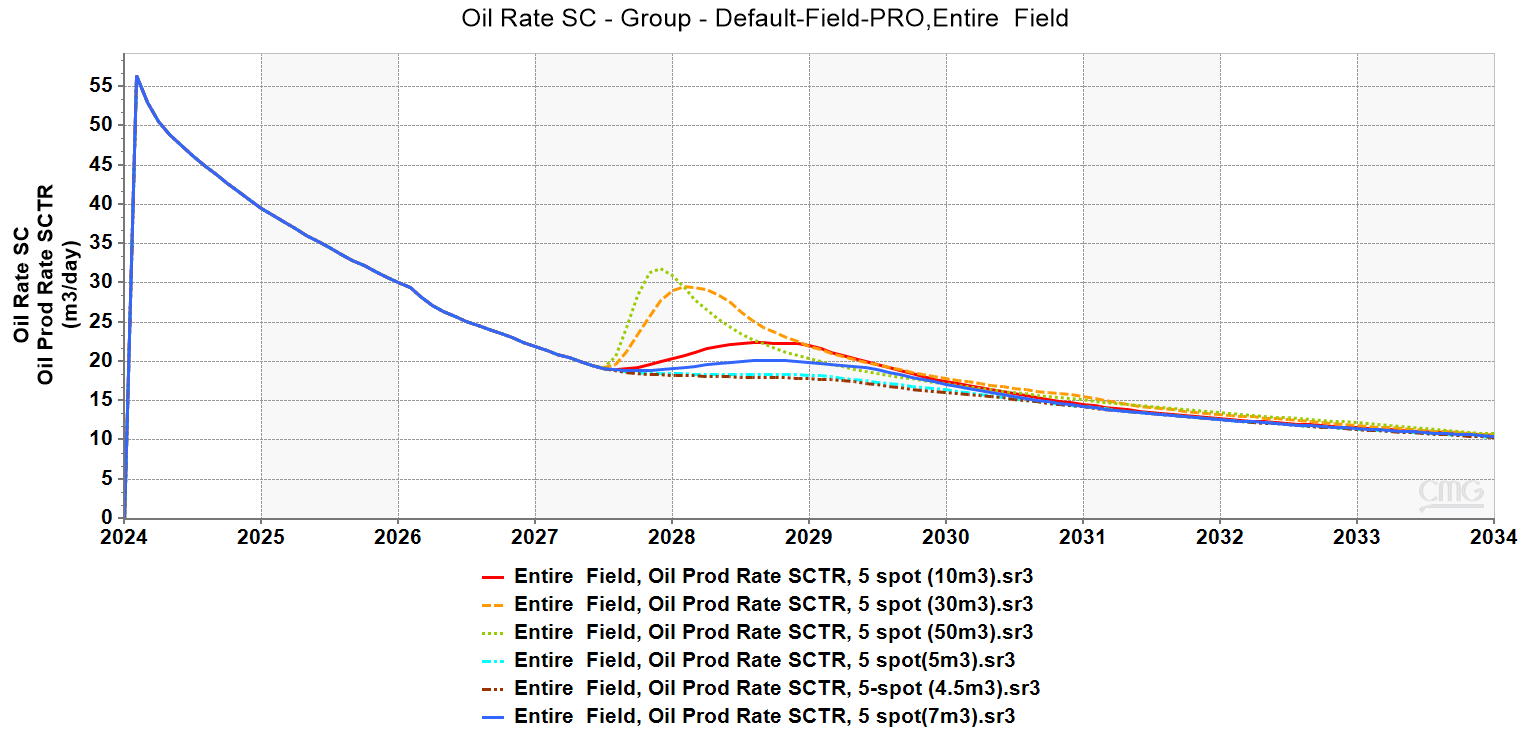 Oil Rate SC - Group - Default-Field-PRO,Entire  Field
Oil Rate SC
Oil Prod Rate SCTR
(m3/day)
55
50
45
40
35
30
25
20
15
10
5
0
2024 2025 2026 2027 2028 2029 2030 2031 2032 2033 2034
CMG
Entire  Field, Oil Prod Rate SCTR, 5 spot (10m3).sr3
Entire  Field, Oil Prod Rate SCTR, 5 spot (30m3).sr3
Entire  Field, Oil Prod Rate SCTR, 5 spot (50m3).sr3
Entire  Field, Oil Prod Rate SCTR, 5 spot(5m3).sr3
Entire  Field, Oil Prod Rate SCTR, 5-spot (4.5m3).sr3
Entire  Field, Oil Prod Rate SCTR, 5 spot(7m3).sr3